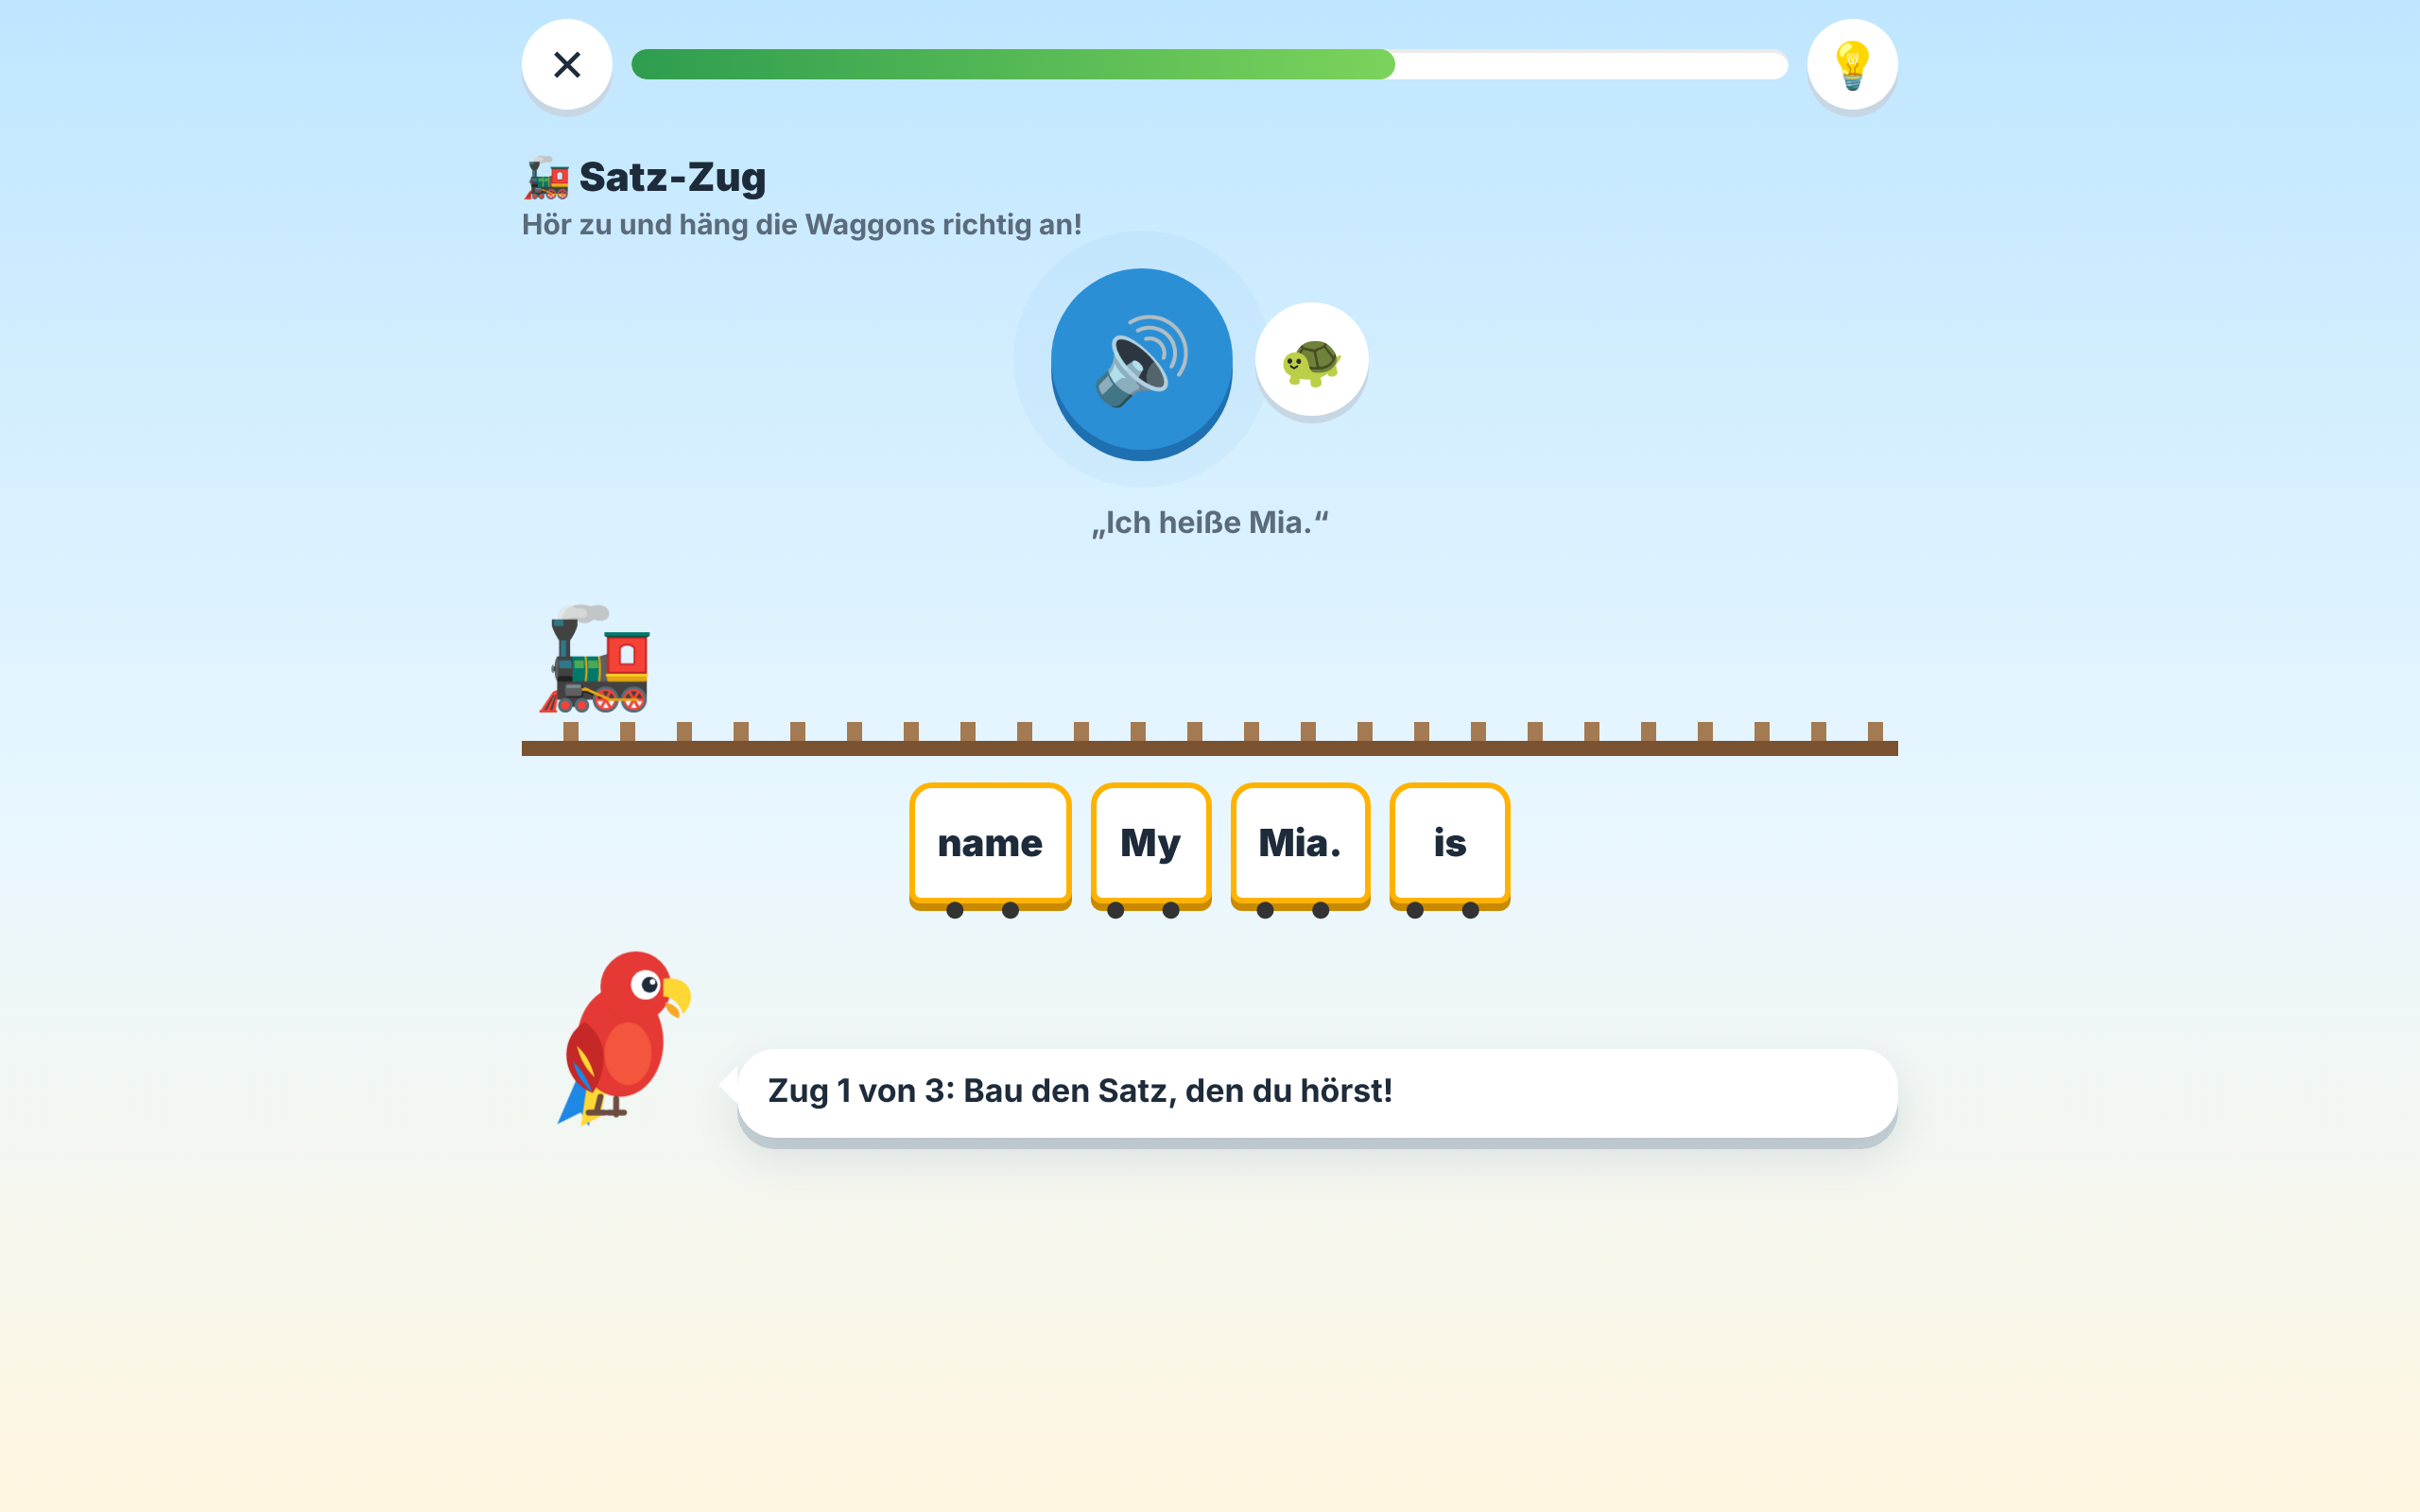 Satz-Zug
Hör zu und häng die Waggons richtig an!
„Ich heiße Mia.“
name My Mia. is
Zug 1 von 3: Bau den Satz, den du hörst!